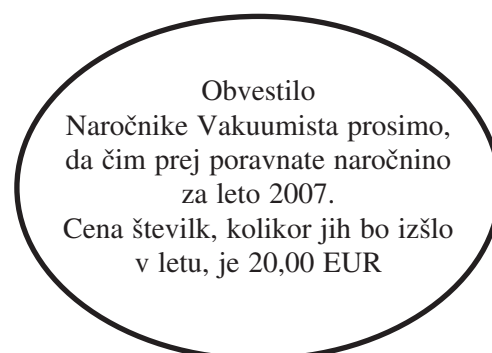 Obvestilo
Naročnike Vakuumista prosimo,
da čim prej poravnate naročnino
za leto 2007.
Cena številk, kolikor jih bo izšlo
v letu, je 20,00 EUR